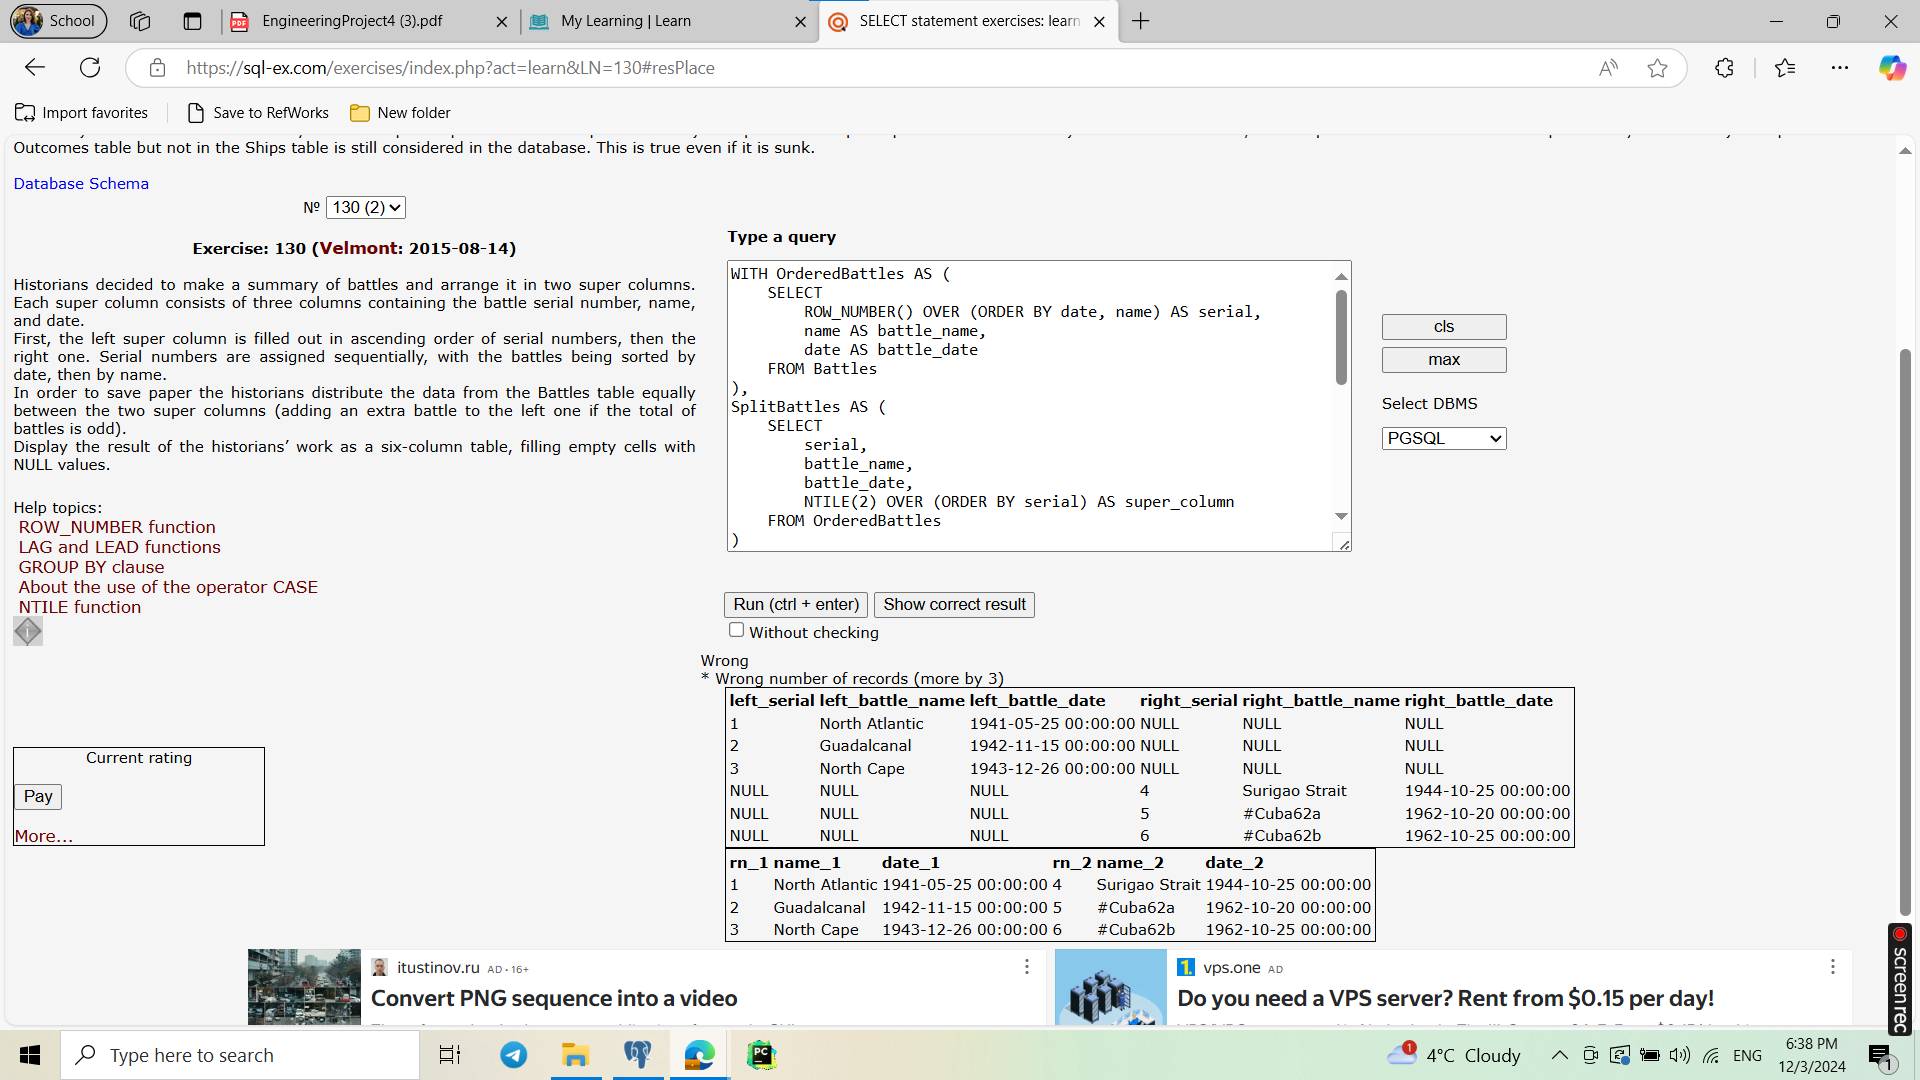 School
EngineeringProject4 (3).pdf
My Learning | Learn
SELECT statement exercises: learn
https://sql-ex.com/exercises/index.php?act=learn&LN=130#resPlace
Import favorites
Save to RefWorks
New folder
Outcomes table but not in the Ships table is still considered in the database. This is true even if it is sunk.
Database Schema
№ 130 (2)
Exercise: 130 (Velmont: 2015-08-14)
Historians decided to make a summary of battles and arrange it in two super columns.
Each super column consists of three columns containing the battle serial number, name,
and date.
First, the left super column is filled out in ascending order of serial numbers, then the
right one. Serial numbers are assigned sequentially, with the battles being sorted by
date, then by name.
In order to save paper the historians distribute the data from the Battles table equally
between the two super columns (adding an extra battle to the left one if the total of
battles is odd).
Display the result of the historians’ work as a six-column table, filling empty cells with
NULL values.
Help topics:
ROW_NUMBER function
LAG and LEAD functions
GROUP BY clause
About the use of the operator CASE
NTILE function
Current rating
Pay
More...
Type a query
WITH OrderedBattles AS (
SELECT
ROW_NUMBER() OVER (ORDER BY date, name) AS serial,
name AS battle_name,
date AS battle_date
FROM Battles
),
SplitBattles AS (
SELECT
serial,
battle_name,
battle_date,
NTILE(2) OVER (ORDER BY serial) AS super_column
FROM OrderedBattles
)
cls
max
Select DBMS
PGSQL
Run (ctrl + enter) Show correct result
Without checking
Wrong
* Wrong number of records (more by 3)
left_serial left_battle_name left_battle_date right_serial right_battle_name right_battle_date
1 North Atlantic 1941-05-25 00:00:00 NULL NULL NULL
2 Guadalcanal 1942-11-15 00:00:00 NULL NULL NULL
3 North Cape 1943-12-26 00:00:00 NULL NULL NULL
NULL NULL NULL 4 Surigao Strait 1944-10-25 00:00:00
NULL NULL NULL 5 #Cuba62a 1962-10-20 00:00:00
NULL NULL NULL 6 #Cuba62b 1962-10-25 00:00:00
rn_1 name_1 date_1 rn_2 name_2 date_2
1 North Atlantic 1941-05-25 00:00:00 4 Surigao Strait 1944-10-25 00:00:00
2 Guadalcanal 1942-11-15 00:00:00 5 #Cuba62a 1962-10-20 00:00:00
3 North Cape 1943-12-26 00:00:00 6 #Cuba62b 1962-10-25 00:00:00
itustinov.ru AD • 16+
Convert PNG sequence into a video
vps.one AD
Do you need a VPS server? Rent from $0.15 per day!
screen rec
Type here to search
4°C Cloudy
ENG
6:38 PM
12/3/2024